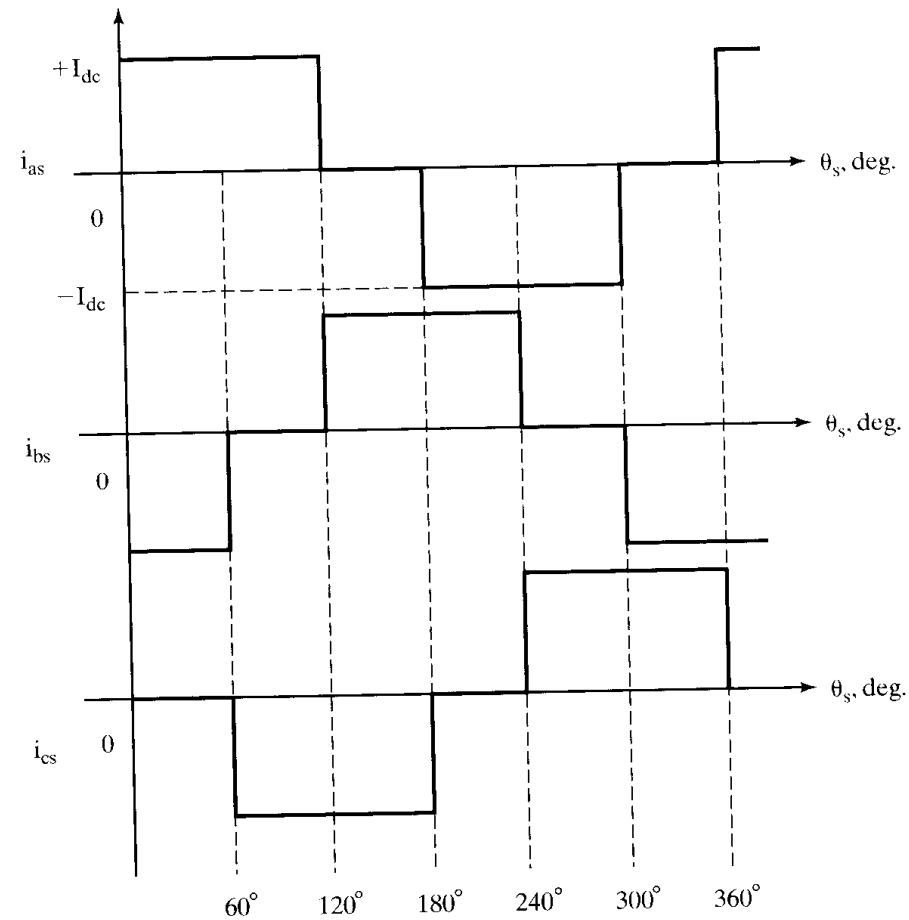 +I_dc
i_as
θ_s, deg.
0
−I_dc
i_bs
θ_s, deg.
0
θ_s, deg.
i_cs
0
60° 120° 180° 240° 300° 360°